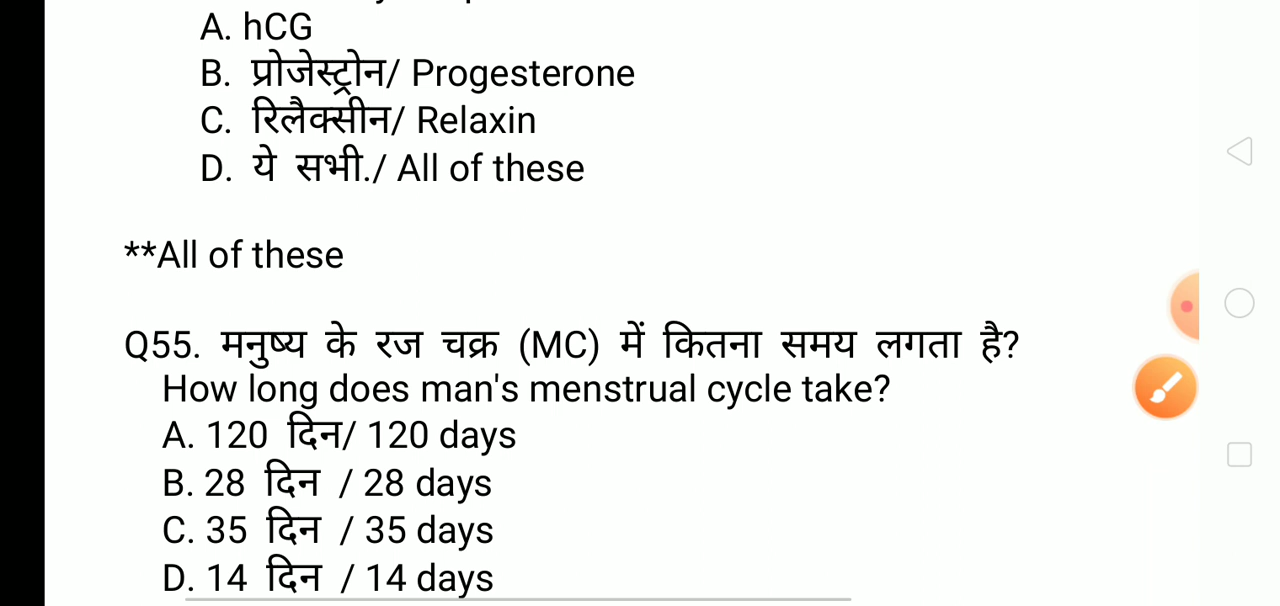 A. hCG
B. प्रोजेस्ट्रोन/ Progesterone
C. रिलैक्सीन/ Relaxin
D. ये सभी./ All of these
**All of these
Q55. मनुष्य के रज चक्र (MC) में कितना समय लगता है?
How long does man's menstrual cycle take?
A. 120 दिन/ 120 days
B. 28 दिन / 28 days
C. 35 दिन / 35 days
D. 14 दिन / 14 days